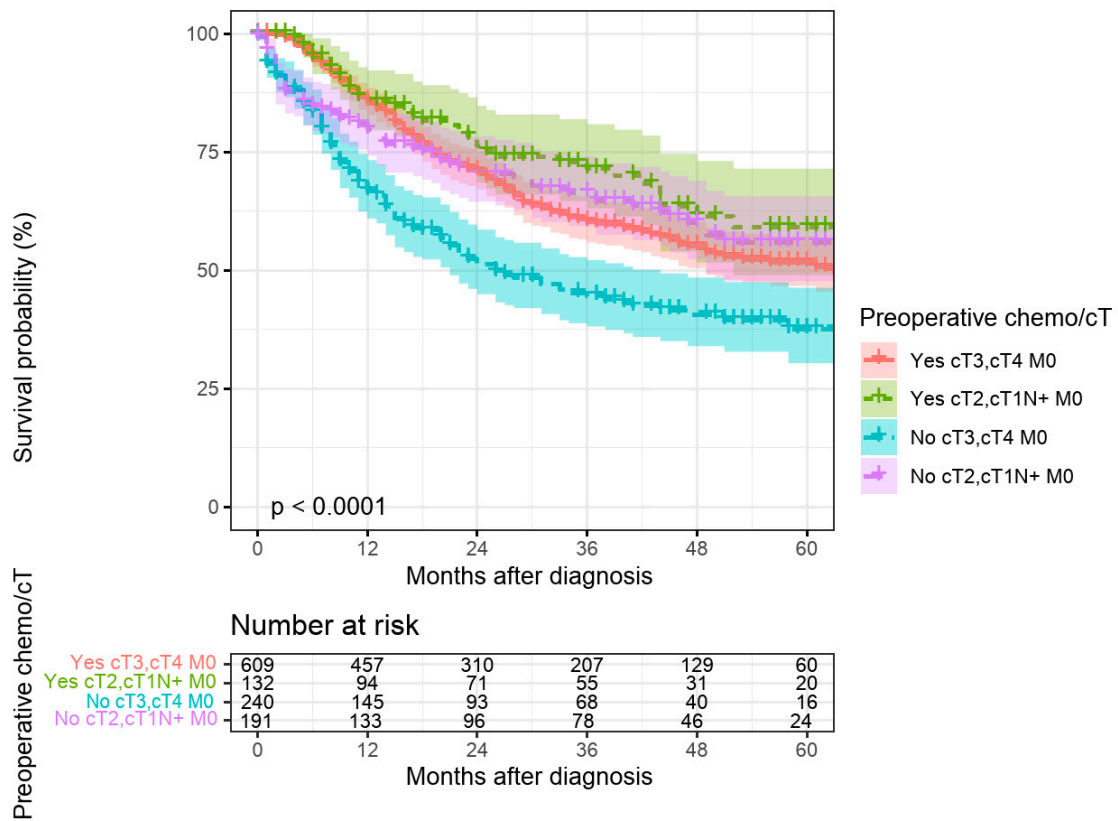 Survival probability (%)
100
75
50
25
0
p < 0.0001
0 12 24 36 48 60
Months after diagnosis
Preoperative chemo/cT
Yes cT3,cT4 M0
Yes cT2,cT1N+ M0
No cT3,cT4 M0
No cT2,cT1N+ M0
Preoperative chemo/cT
Number at risk
Yes cT3,cT4 M0 609 457 310 207 129 60
Yes cT2,cT1N+ M0 132 94 71 55 31 20
No cT3,cT4 M0 240 145 93 68 40 16
No cT2,cT1N+ M0 191 133 96 78 46 24
0 12 24 36 48 60
Months after diagnosis